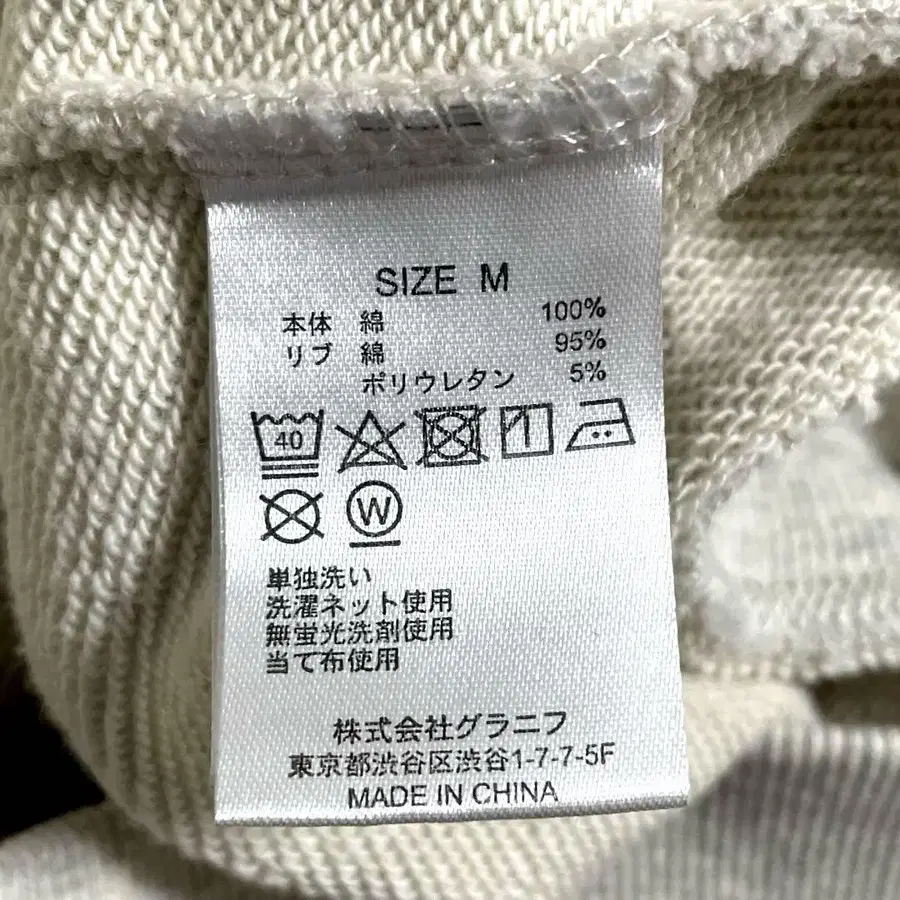 SIZE M
本体 綿 100%
リブ 綿 95%
ポリウレタン 5%
40
W
単独洗い
洗濯ネット使用
無蛍光洗剤使用
当て布使用
株式会社グラニフ
東京都渋谷区渋谷1-7-7-5F
MADE IN CHINA